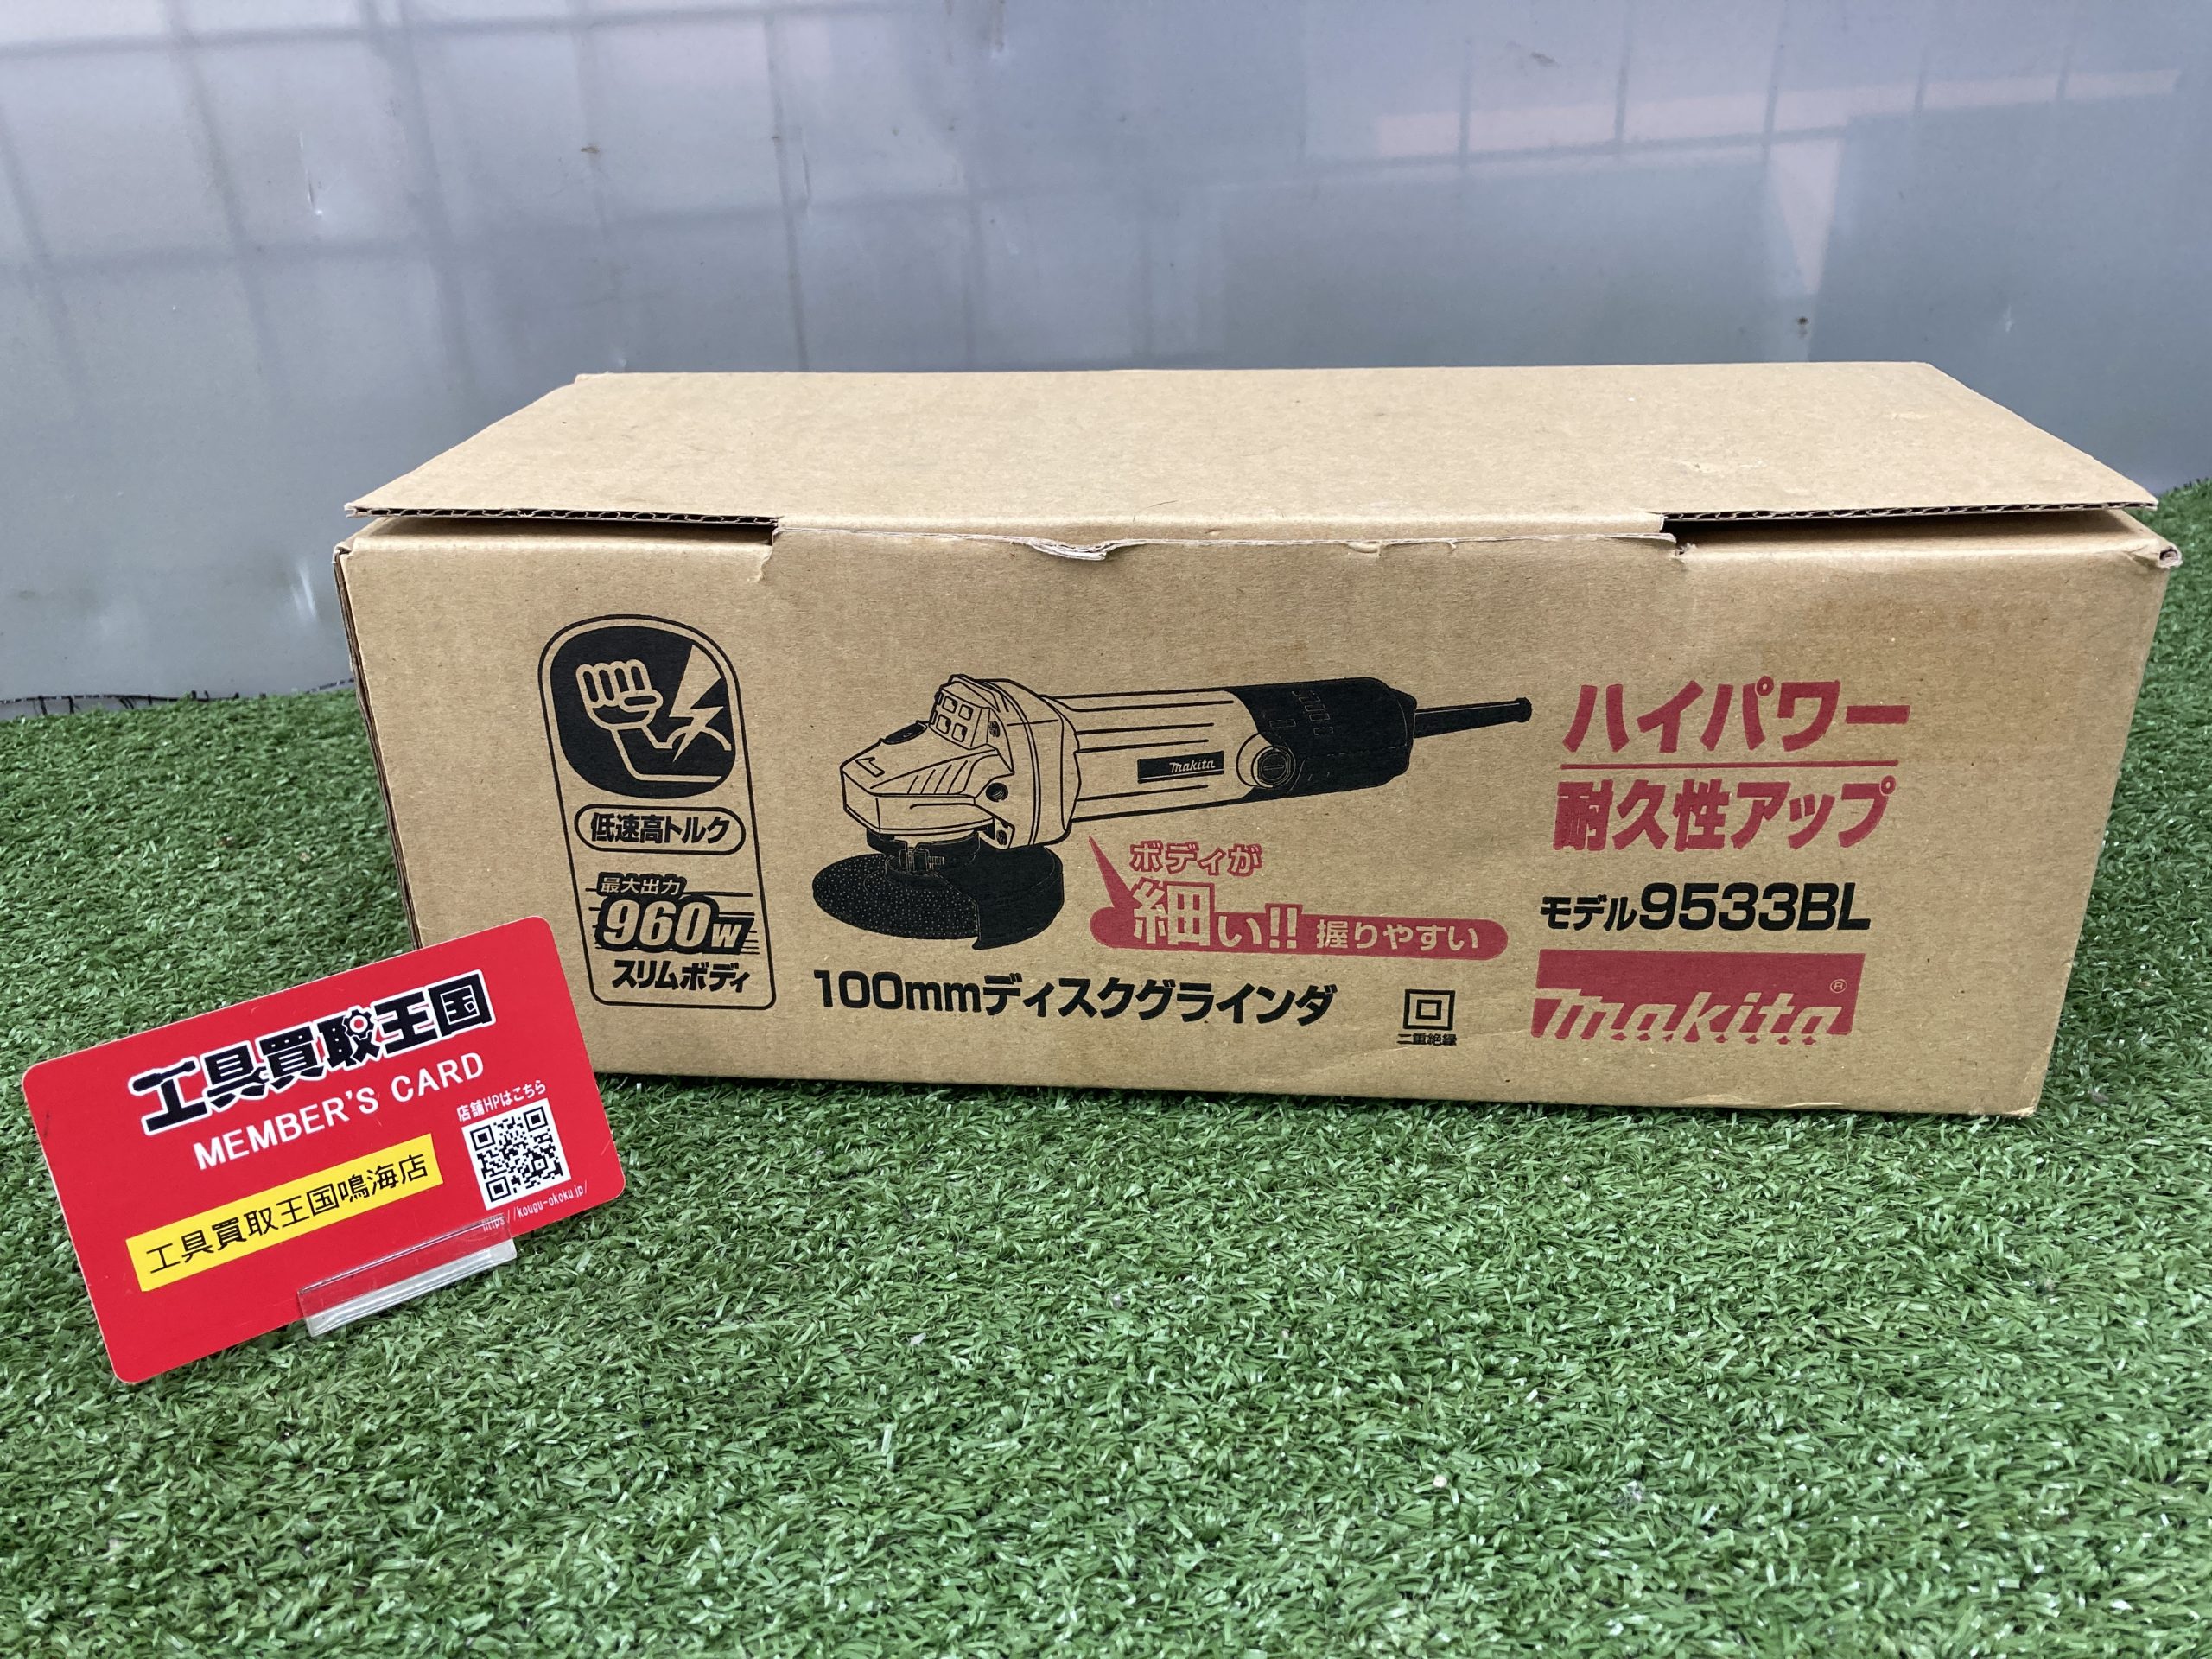 低速高トルク
最大出力
960W
スリムボディ
makita
ボディが
細い!! 握りやすい
100mmディスクグラインダ
二重絶縁
ハイパワー
耐久性アップ
モデル9533BL
makita®
工具買取王国
MEMBER'S CARD
店舗HPはこちら
工具買取王国鳴海店
https://kougu-okoku.jp/